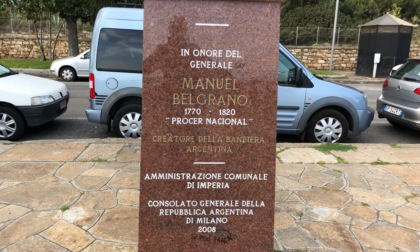 IN ONORE DEL
GENERALE
MANUEL
BELGRANO
1770 - 1820
"PROCER NACIONAL"
CREATORE DELLA BANDIERA
ARGENTINA
AMMINISTRAZIONE COMUNALE
DI IMPERIA
CONSOLATO GENERALE DELLA
REPUBBLICA ARGENTINA
DI MILANO
2008